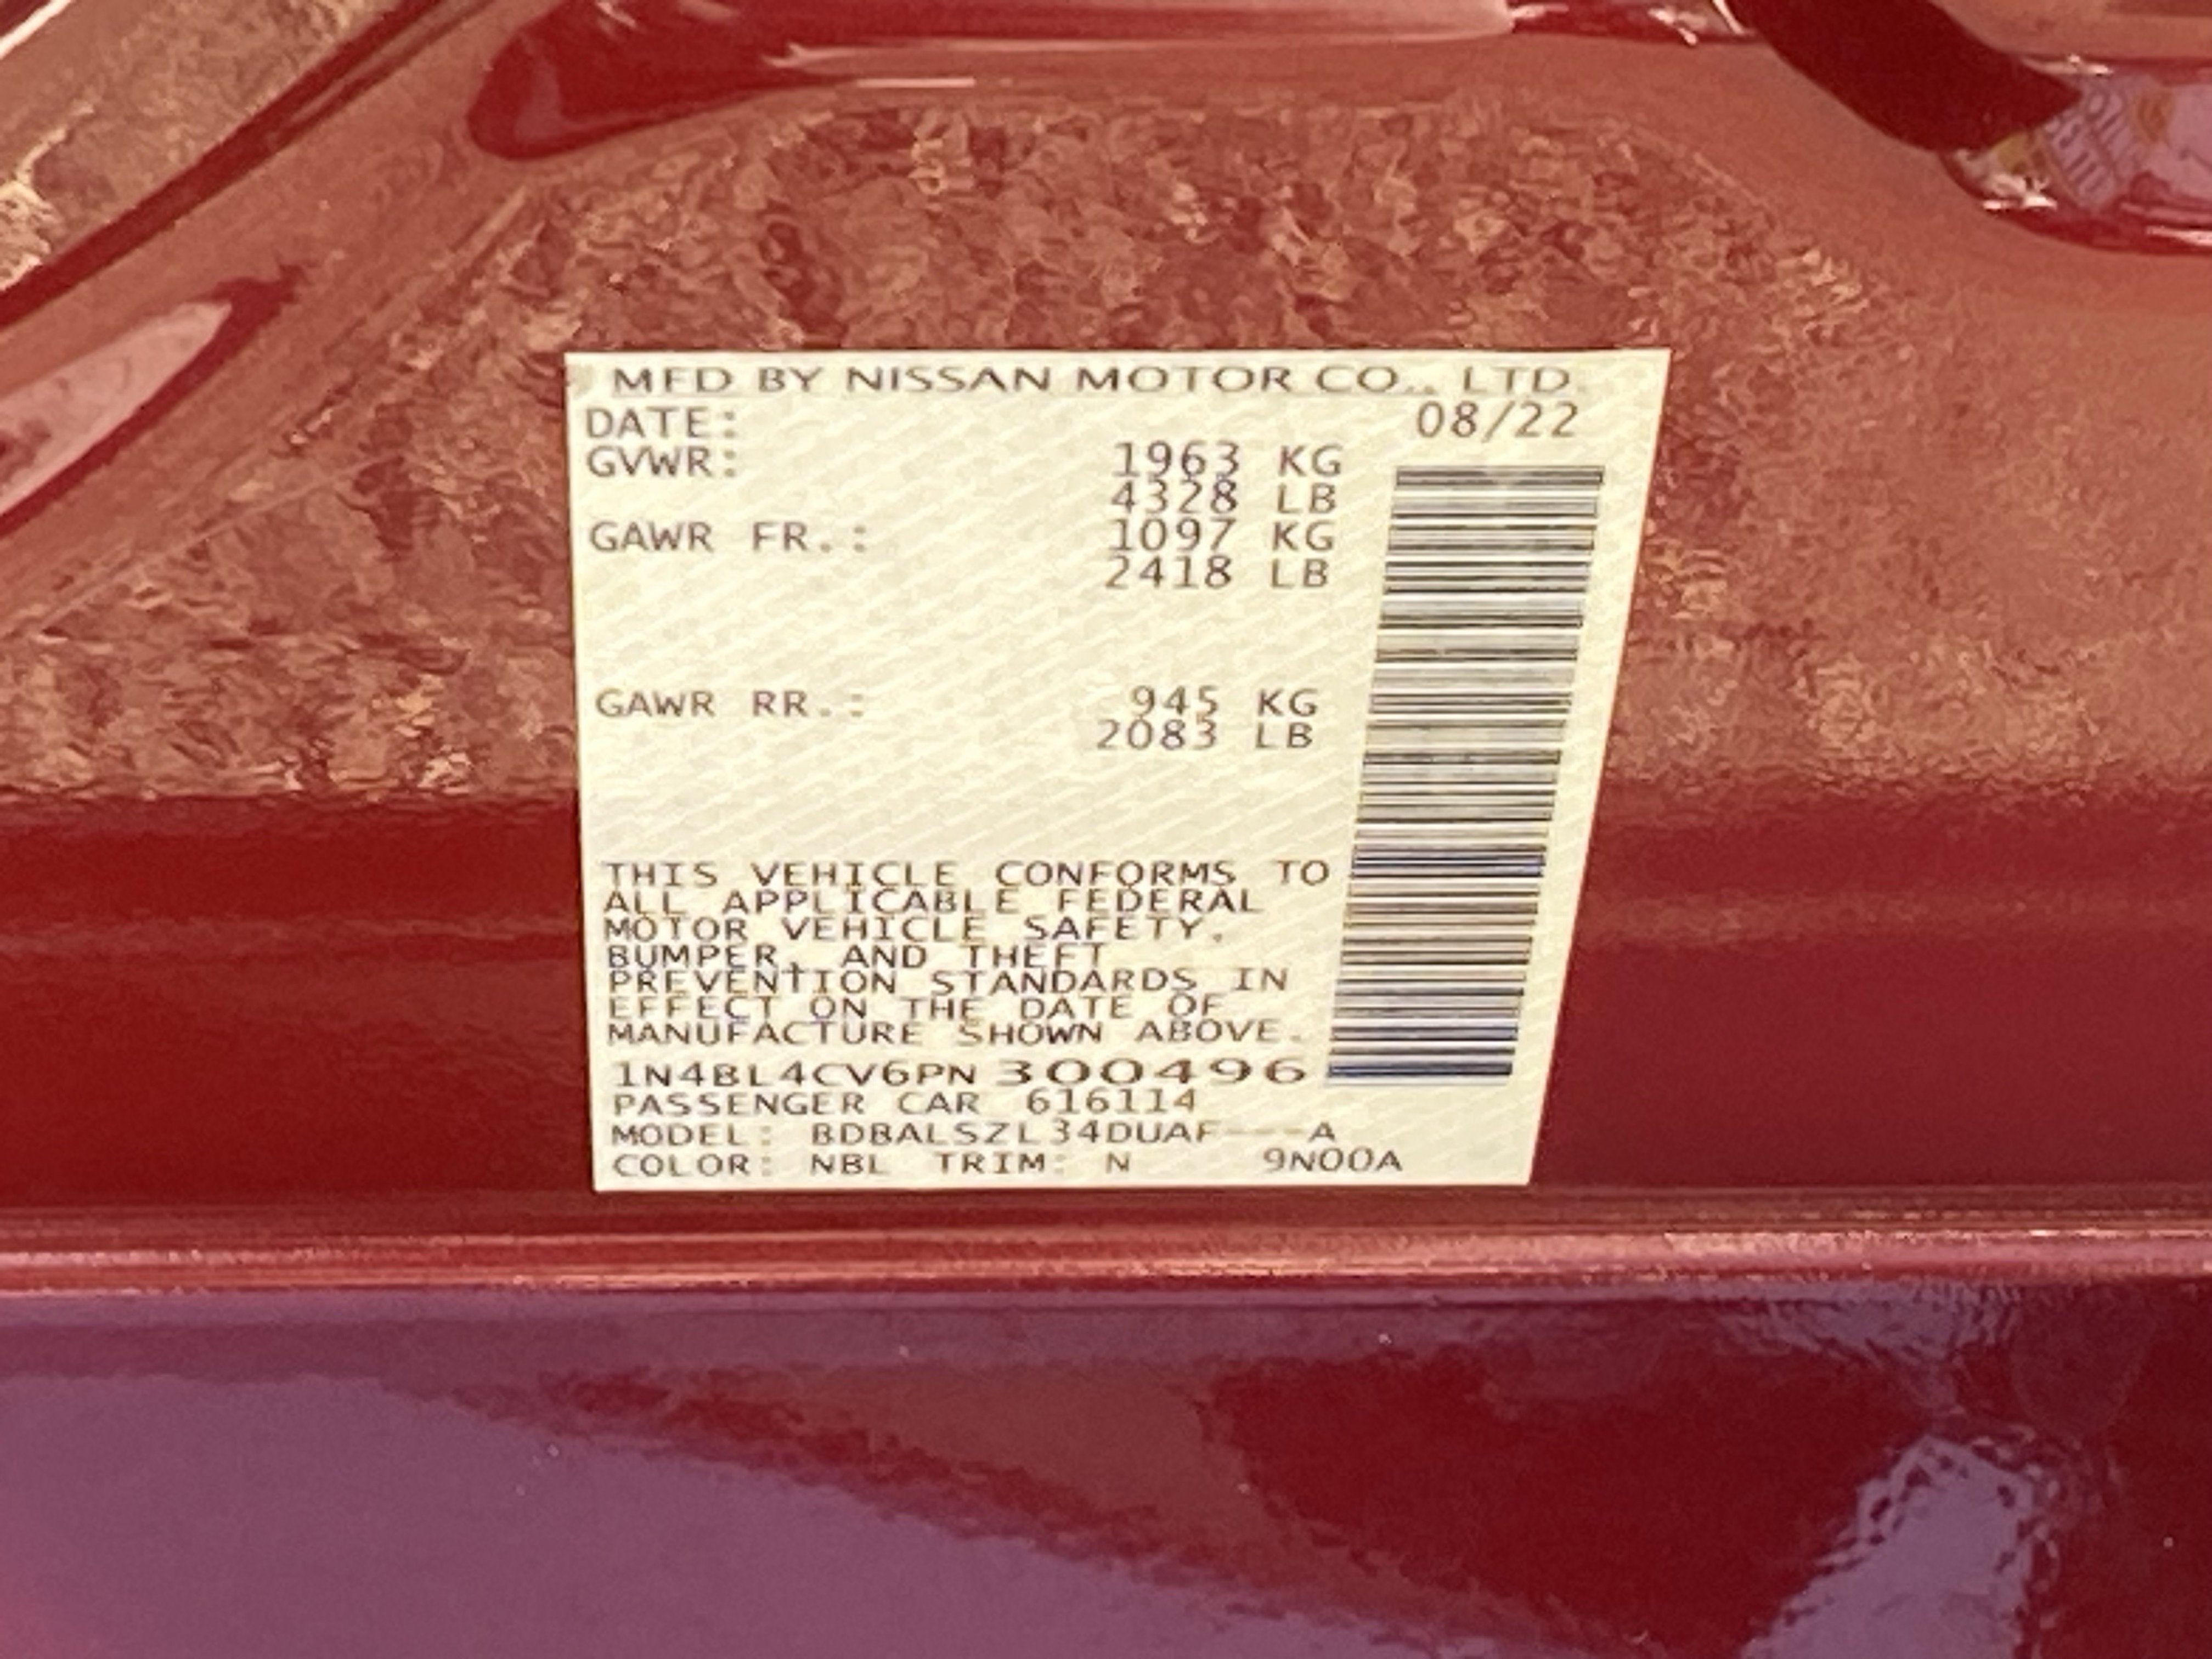 MFD BY NISSAN MOTOR CO., LTD.
DATE: 08/22
GVWR: 1963 KG
4328 LB
GAWR FR.: 1097 KG
2418 LB
GAWR RR.: 945 KG
2083 LB
THIS VEHICLE CONFORMS TO
ALL APPLICABLE FEDERAL
MOTOR VEHICLE SAFETY,
BUMPER, AND THEFT
PREVENTION STANDARDS IN
EFFECT ON THE DATE OF
MANUFACTURE SHOWN ABOVE.
1N4BL4CV6PN 300496
PASSENGER CAR 616114
MODEL: BDBALSZL34DUAF---A
COLOR: NBL TRIM: N 9N00A